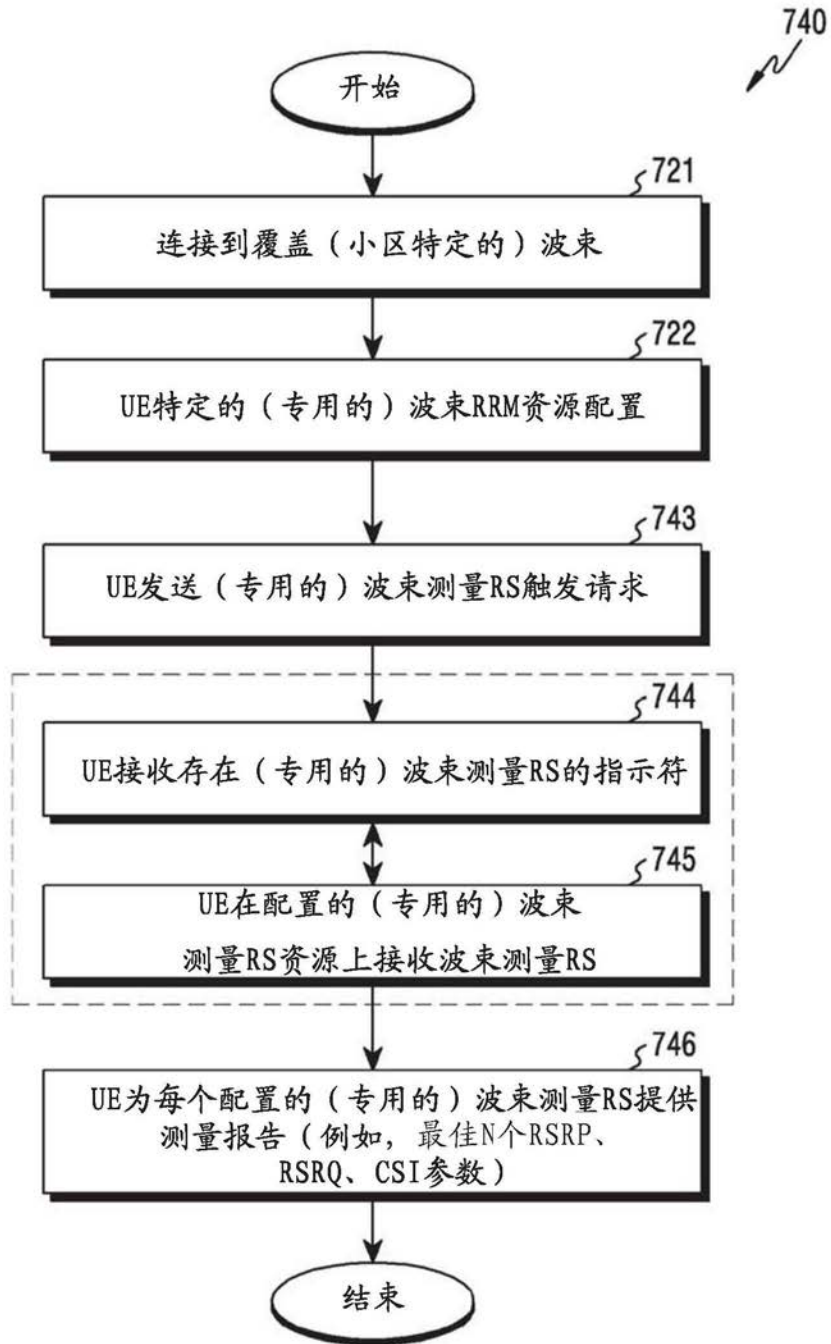 740
开始
721
连接到覆盖（小区特定的）波束
722
UE特定的（专用的）波束RRM资源配置
743
UE发送（专用的）波束测量RS触发请求
744
UE接收存在（专用的）波束测量RS的指示符
745
UE在配置的（专用的）波束
测量RS资源上接收波束测量RS
746
UE为每个配置的（专用的）波束测量RS提供
测量报告（例如，最佳N个RSRP、
RSRQ、CSI参数）
结束